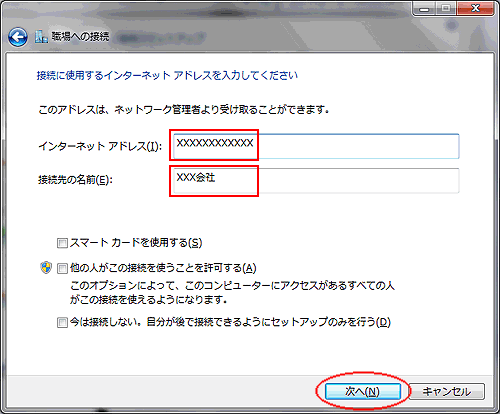 職場への接続
接続に使用するインターネット アドレスを入力してください
このアドレスは、ネットワーク管理者より受け取ることができます。
インターネット アドレス(I): XXXXXXXXXXXX
接続先の名前(E): XXX会社
スマート カードを使用する(S)
他の人がこの接続を使うことを許可する(A)
このオプションによって、このコンピューターにアクセスがあるすべての人
がこの接続を使えるようになります。
今は接続しない。自分が後で接続できるようにセットアップのみを行う(D)
次へ(N) キャンセル